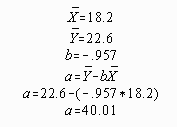 X̅=18.2
Y̅=22.6
b=-.957
a=Y̅-bX̅
a=22.6-(-.957*18.2)
a=40.01